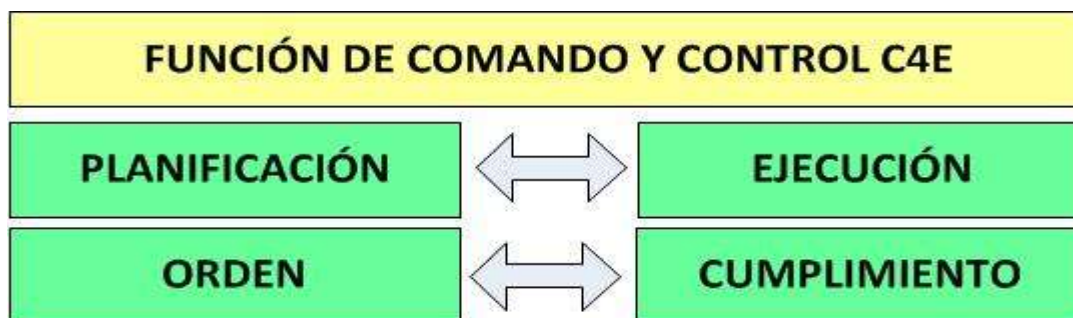 FUNCIÓN DE COMANDO Y CONTROL C4E
PLANIFICACIÓN
EJECUCIÓN
ORDEN
CUMPLIMIENTO